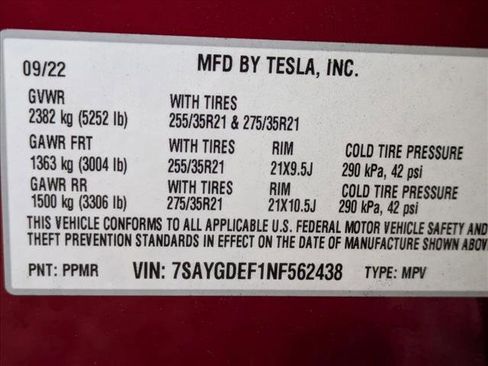 09/22 MFD BY TESLA, INC.
GVWR WITH TIRES
2382 kg (5252 lb) 255/35R21 & 275/35R21
GAWR FRT WITH TIRES RIM COLD TIRE PRESSURE
1363 kg (3004 lb) 255/35R21 21X9.5J 290 kPa, 42 psi
GAWR RR WITH TIRES RIM COLD TIRE PRESSURE
1500 kg (3306 lb) 275/35R21 21X10.5J 290 kPa, 42 psi
THIS VEHICLE CONFORMS TO ALL APPLICABLE U.S. FEDERAL MOTOR VEHICLE SAFETY AND
THEFT PREVENTION STANDARDS IN EFFECT ON THE DATE OF MANUFACTURE SHOWN ABOVE
PNT: PPMR VIN: 7SAYGDEF1NF562438 TYPE: MPV